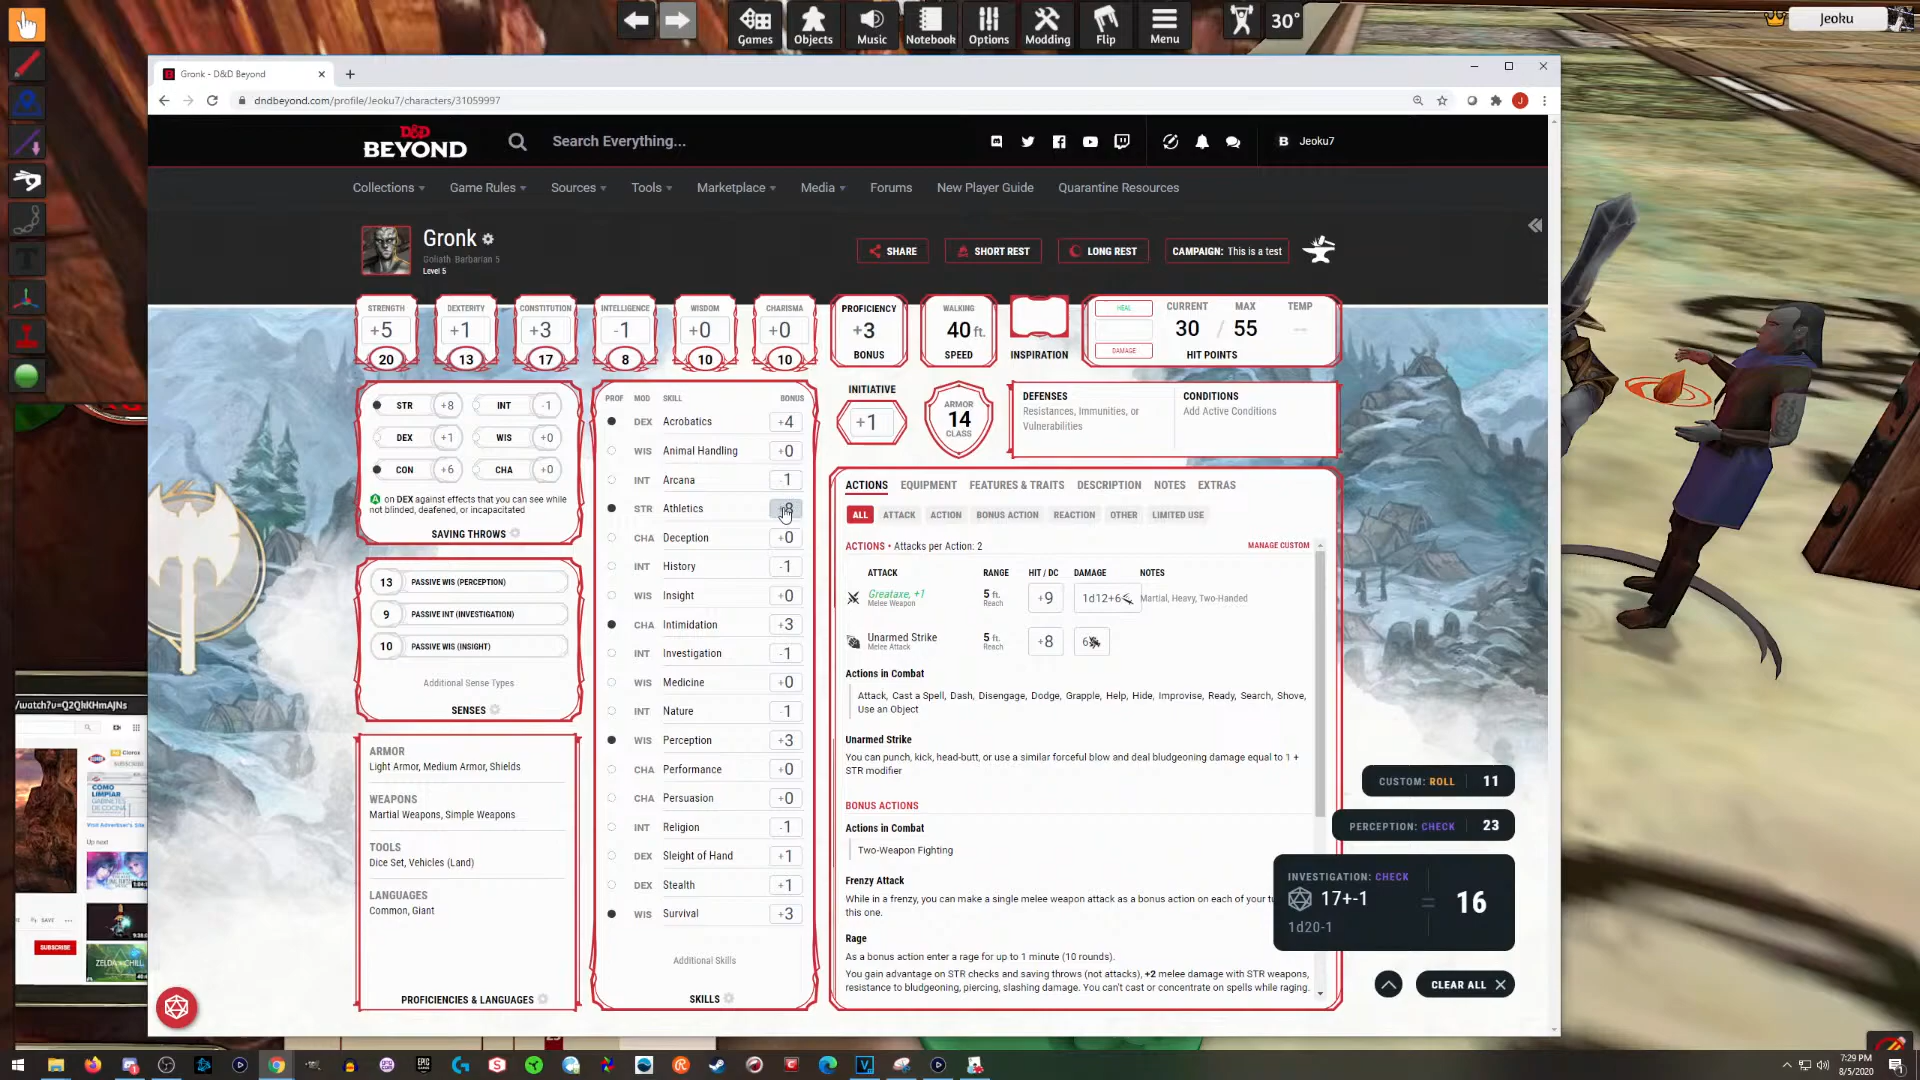 Games
Objects
Music
Notebook
Options
Modding
Flip
Menu
30°
Jeoku
Gronk - D&D Beyond
dndbeyond.com/profile/Jeoku7/characters/31059997
D&D
BEYOND
Search Everything...
Jeoku7
Collections
Game Rules
Sources
Tools
Marketplace
Media
Forums
New Player Guide
Quarantine Resources
Gronk
Goliath Barbarian 5
Level 5
SHARE
SHORT REST
LONG REST
CAMPAIGN: This is a test
STRENGTH
+5
20
DEXTERITY
+1
13
CONSTITUTION
+3
17
INTELLIGENCE
-1
8
WISDOM
+0
10
CHARISMA
+0
10
PROFICIENCY
+3
BONUS
WALKING
40 ft.
SPEED
INSPIRATION
HEAL
DAMAGE
CURRENT MAX TEMP
30 / 55 --
HIT POINTS
STR +8 INT -1
DEX +1 WIS +0
CON +6 CHA +0
A on DEX against effects that you can see while
not blinded, deafened, or incapacitated
SAVING THROWS
13 PASSIVE WIS (PERCEPTION)
9 PASSIVE INT (INVESTIGATION)
10 PASSIVE WIS (INSIGHT)
Additional Sense Types
SENSES
ARMOR
Light Armor, Medium Armor, Shields
WEAPONS
Martial Weapons, Simple Weapons
TOOLS
Dice Set, Vehicles (Land)
LANGUAGES
Common, Giant
PROFICIENCIES & LANGUAGES
PROF MOD SKILL BONUS
DEX Acrobatics +4
WIS Animal Handling +0
INT Arcana -1
STR Athletics +8
CHA Deception +0
INT History -1
WIS Insight +0
CHA Intimidation +3
INT Investigation -1
WIS Medicine +0
INT Nature -1
WIS Perception +3
CHA Performance +0
CHA Persuasion +0
INT Religion -1
DEX Sleight of Hand +1
DEX Stealth +1
WIS Survival +3
Additional Skills
SKILLS
INITIATIVE
+1
ARMOR
14
CLASS
DEFENSES
Resistances, Immunities, or
Vulnerabilities
CONDITIONS
Add Active Conditions
ACTIONS EQUIPMENT FEATURES & TRAITS DESCRIPTION NOTES EXTRAS
ALL ATTACK ACTION BONUS ACTION REACTION OTHER LIMITED USE
ACTIONS • Attacks per Action: 2
MANAGE CUSTOM
ATTACK RANGE HIT / DC DAMAGE NOTES
Greataxe, +1 5 ft. +9 1d12+6 Martial, Heavy, Two-Handed
Melee Weapon Reach
Unarmed Strike 5 ft. +8 6
Melee Attack Reach
Actions in Combat
Attack, Cast a Spell, Dash, Disengage, Dodge, Grapple, Help, Hide, Improvise, Ready, Search, Shove,
Use an Object
Unarmed Strike
You can punch, kick, head-butt, or use a similar forceful blow and deal bludgeoning damage equal to 1 +
STR modifier
BONUS ACTIONS
Actions in Combat
Two-Weapon Fighting
Frenzy Attack
While in a frenzy, you can make a single melee weapon attack as a bonus action on each of your
this one.
Rage
As a bonus action enter a rage for up to 1 minute (10 rounds).
You gain advantage on STR checks and saving throws (not attacks), +2 melee damage with STR weapons,
resistance to bludgeoning, piercing, slashing damage. You can't cast or concentrate on spells while raging.
CUSTOM: ROLL 11
PERCEPTION: CHECK 23
INVESTIGATION: CHECK
17+-1 = 16
1d20-1
CLEAR ALL
/watch?v=Q2QkKHmAJNs
Clorox
COMO
LIMPIAR
Visit Advertiser's Site
Up next
SAVE
SUBSCRIBE
ZELDA CHILL
7:29 PM
8/5/2020